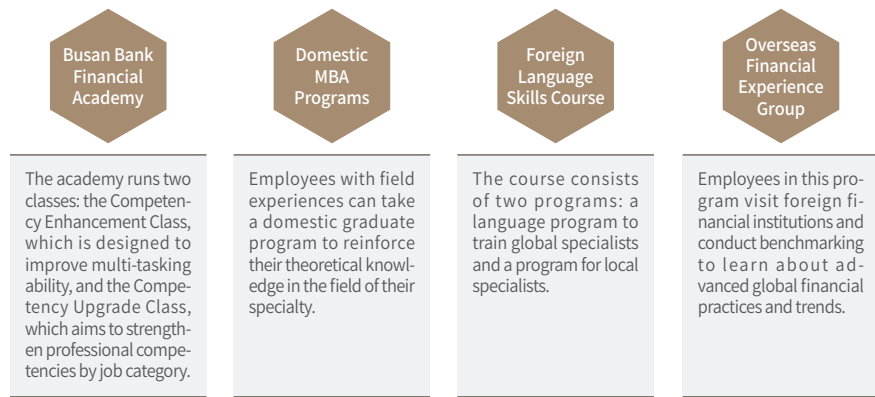 Busan Bank
Financial
Academy
The academy runs two
classes: the Competen-
cy Enhancement Class,
which is designed to
improve multi-tasking
ability, and the Compe-
tency Upgrade Class,
which aims to strength-
en professional compe-
tencies by job category.
Domestic
MBA
Programs
Employees with field
experiences can take
a domestic graduate
program to reinforce
their theoretical knowl-
edge in the field of their
specialty.
Foreign
Language
Skills Course
The course consists
of two programs: a
language program to
train global specialists
and a program for local
specialists.
Overseas
Financial
Experience
Group
Employees in this pro-
gram visit foreign fi-
nancial institutions and
conduct benchmarking
to learn about ad-
vanced global financial
practices and trends.